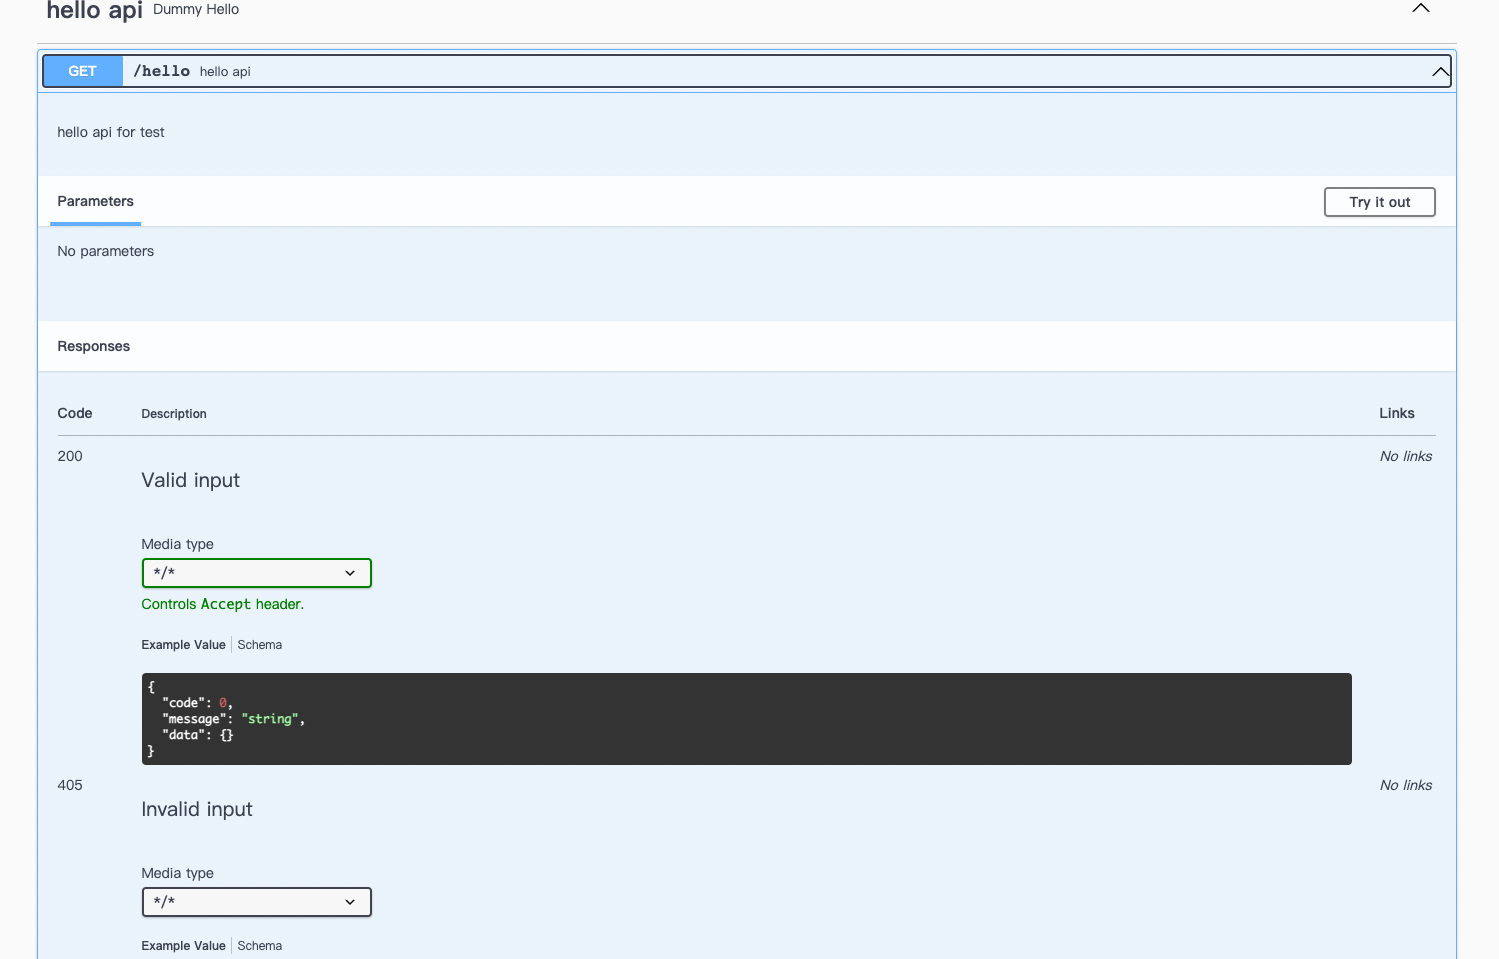 hello api Dummy Hello
GET /hello hello api
hello api for test
Parameters
Try it out
No parameters
Responses
Code Description Links
200 No links
Valid input
Media type
*/*
Controls Accept header.
Example Value Schema
{
"code": 0,
"message": "string",
"data": {}
}
405 No links
Invalid input
Media type
*/*
Example Value Schema